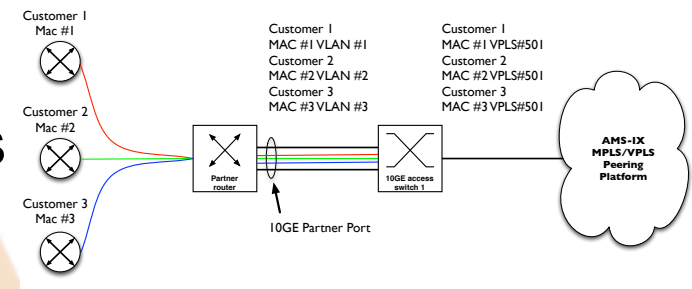 Customer 1
Mac #1
Customer 2
Mac #2
Customer 3
Mac #3
s
Partner
router
Customer 1
MAC #1 VLAN #1
Customer 2
MAC #2 VLAN #2
Customer 3
MAC #3 VLAN #3
10GE Partner Port
10GE access
switch 1
Customer 1
MAC #1 VPLS#501
Customer 2
MAC #2 VPLS#501
Customer 3
MAC #3 VPLS#501
AMS-IX
MPLS/VPLS
Peering
Platform